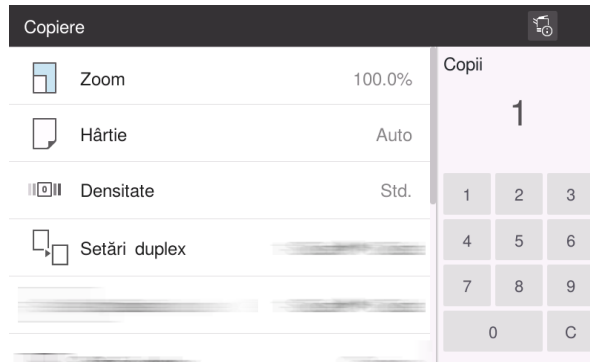 Copiere
Zoom 100.0%
Hârtie Auto
0 Densitate Std.
Setări duplex
Copii
1
1 2 3
4 5 6
7 8 9
0 C